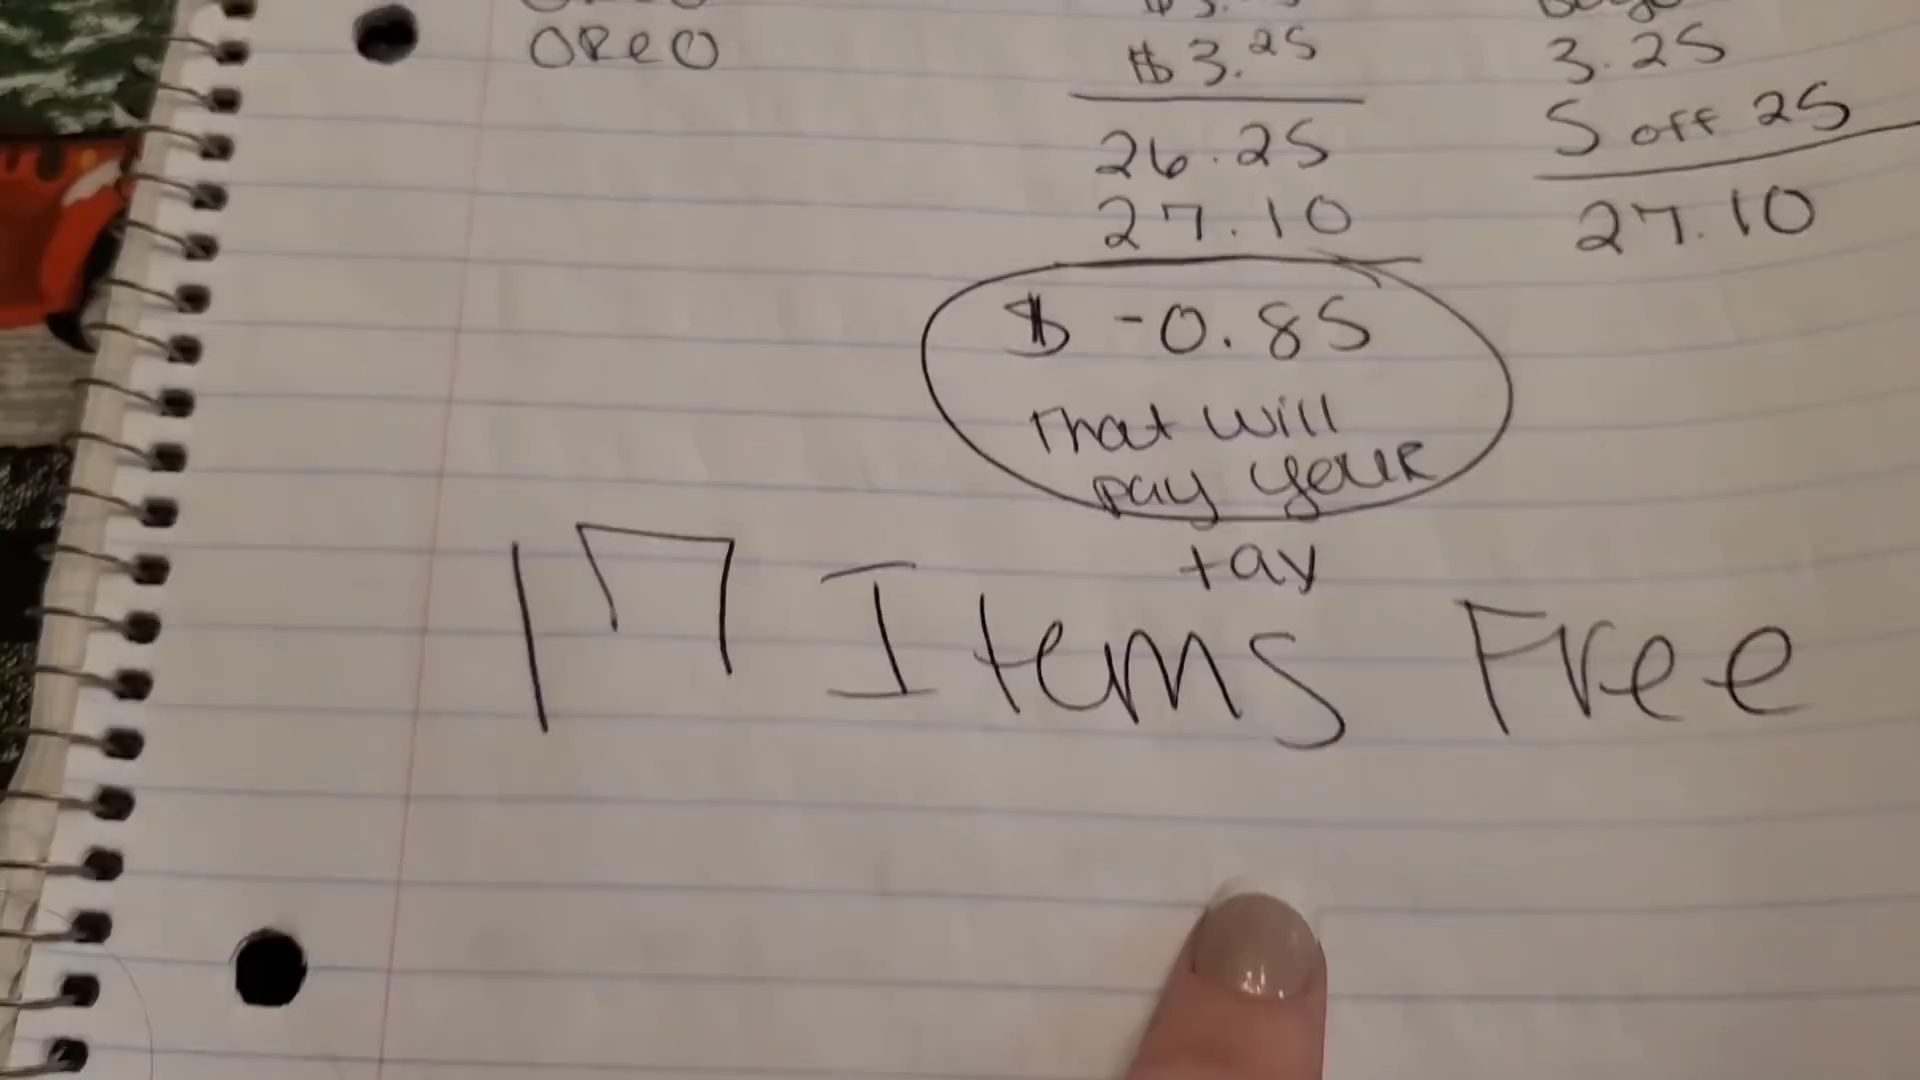 OREO $3.25 3.25
5 off 25
26.25
27.10 27.10
$ -0.85
That will
pay your
tax
17 Items Free